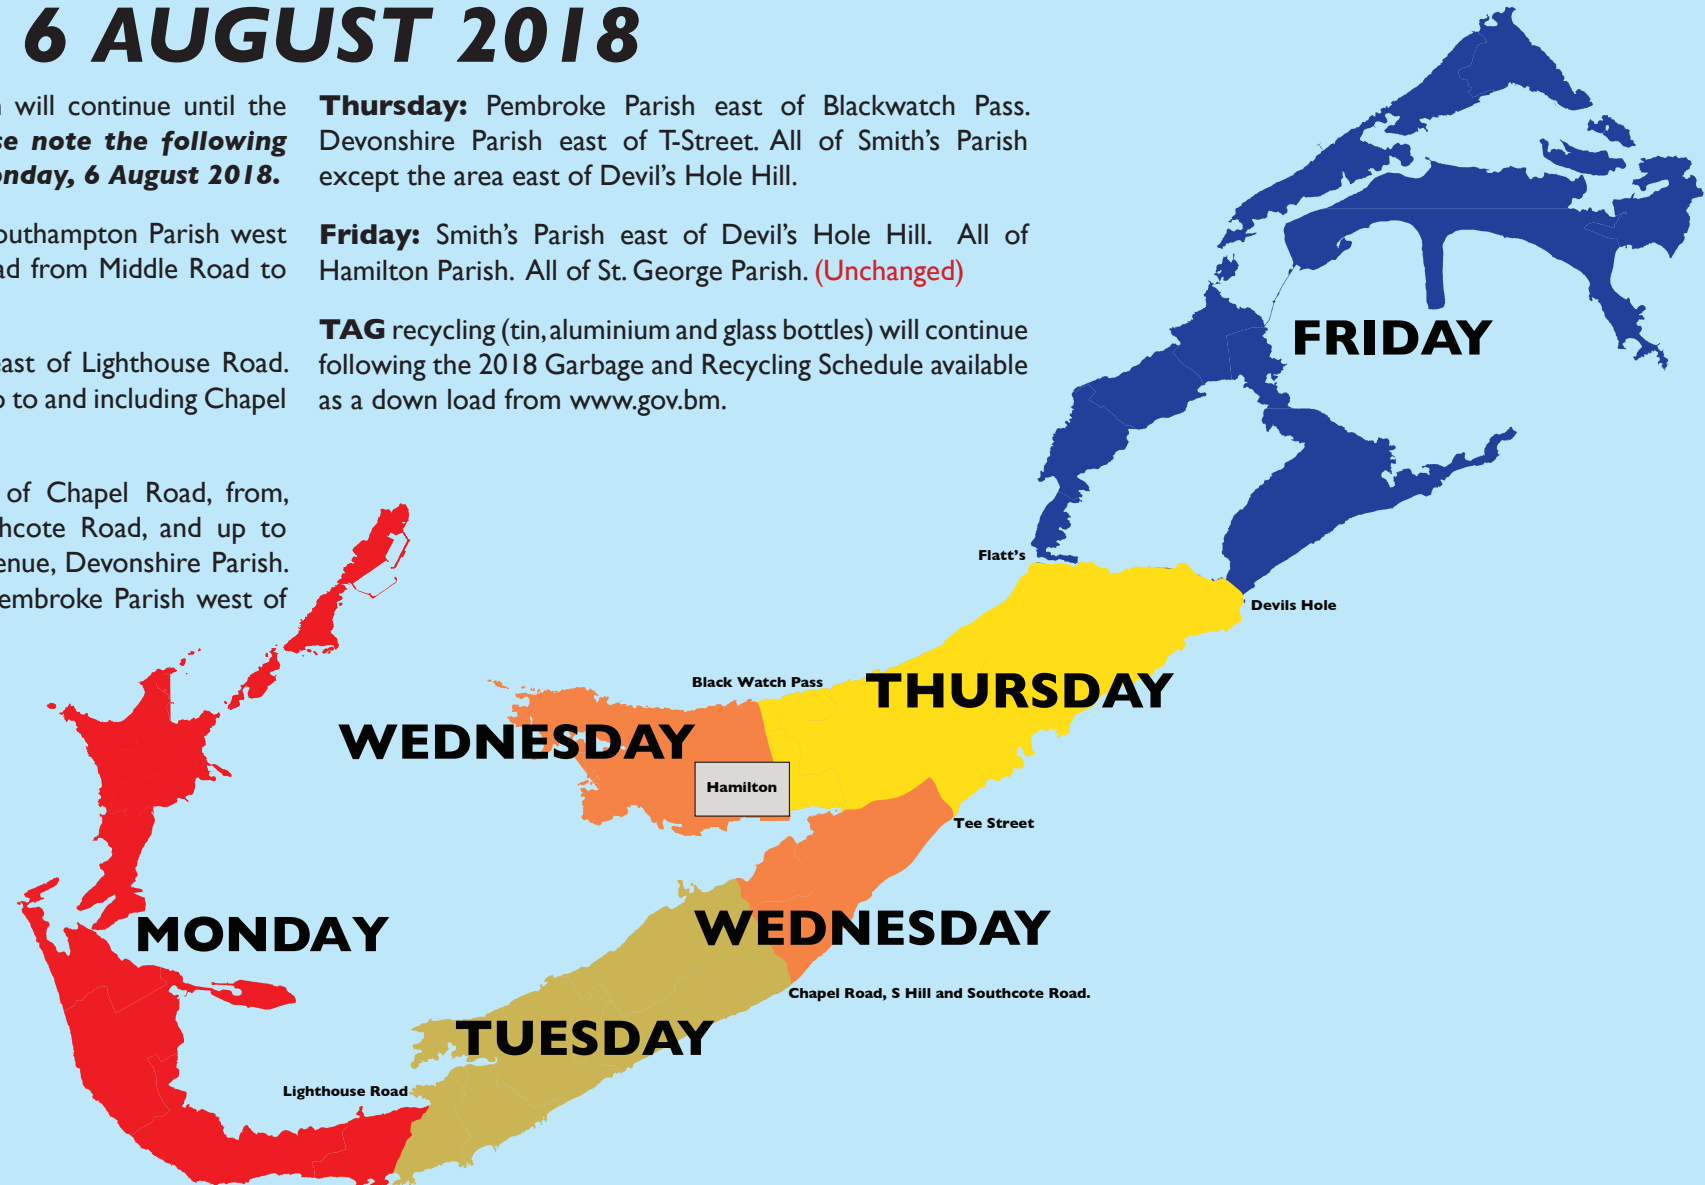 6 AUGUST 2018
will continue until the
se note the following
onday, 6 August 2018.
outhampton Parish west
ad from Middle Road to
east of Lighthouse Road.
p to and including Chapel
of Chapel Road, from,
hcote Road, and up to
enue, Devonshire Parish.
embroke Parish west of
Thursday: Pembroke Parish east of Blackwatch Pass.
Devonshire Parish east of T-Street. All of Smith's Parish
except the area east of Devil's Hole Hill.
Friday: Smith's Parish east of Devil's Hole Hill. All of
Hamilton Parish. All of St. George Parish. (Unchanged)
TAG recycling (tin, aluminium and glass bottles) will continue
following the 2018 Garbage and Recycling Schedule available
as a down load from www.gov.bm.
FRIDAY
Flatt's
Devils Hole
Black Watch Pass
THURSDAY
WEDNESDAY
Hamilton
Tee Street
MONDAY
WEDNESDAY
Chapel Road, S Hill and Southcote Road.
TUESDAY
Lighthouse Road